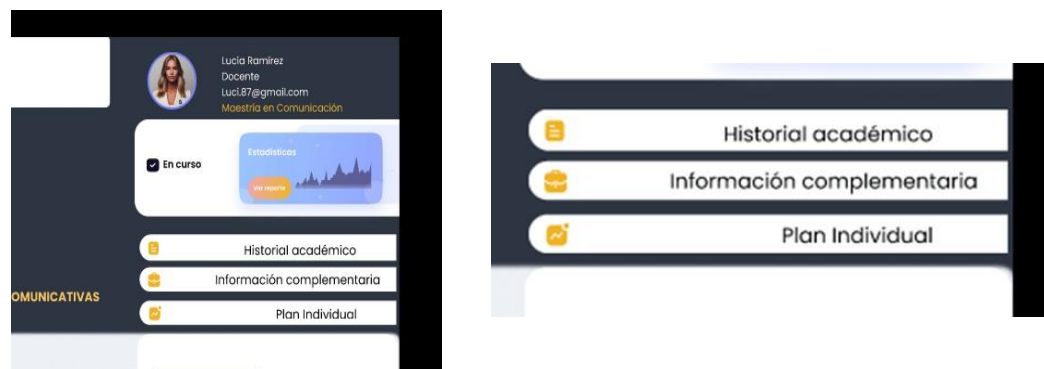 Lucia Ramirez
Docente
Luci.87@gmail.com
Maestría en Comunicación
En curso
Estadísticas
Ver reporte
Historial académico
Información complementaria
Plan Individual
OMUNICATIVAS
Historial académico
Información complementaria
Plan Individual